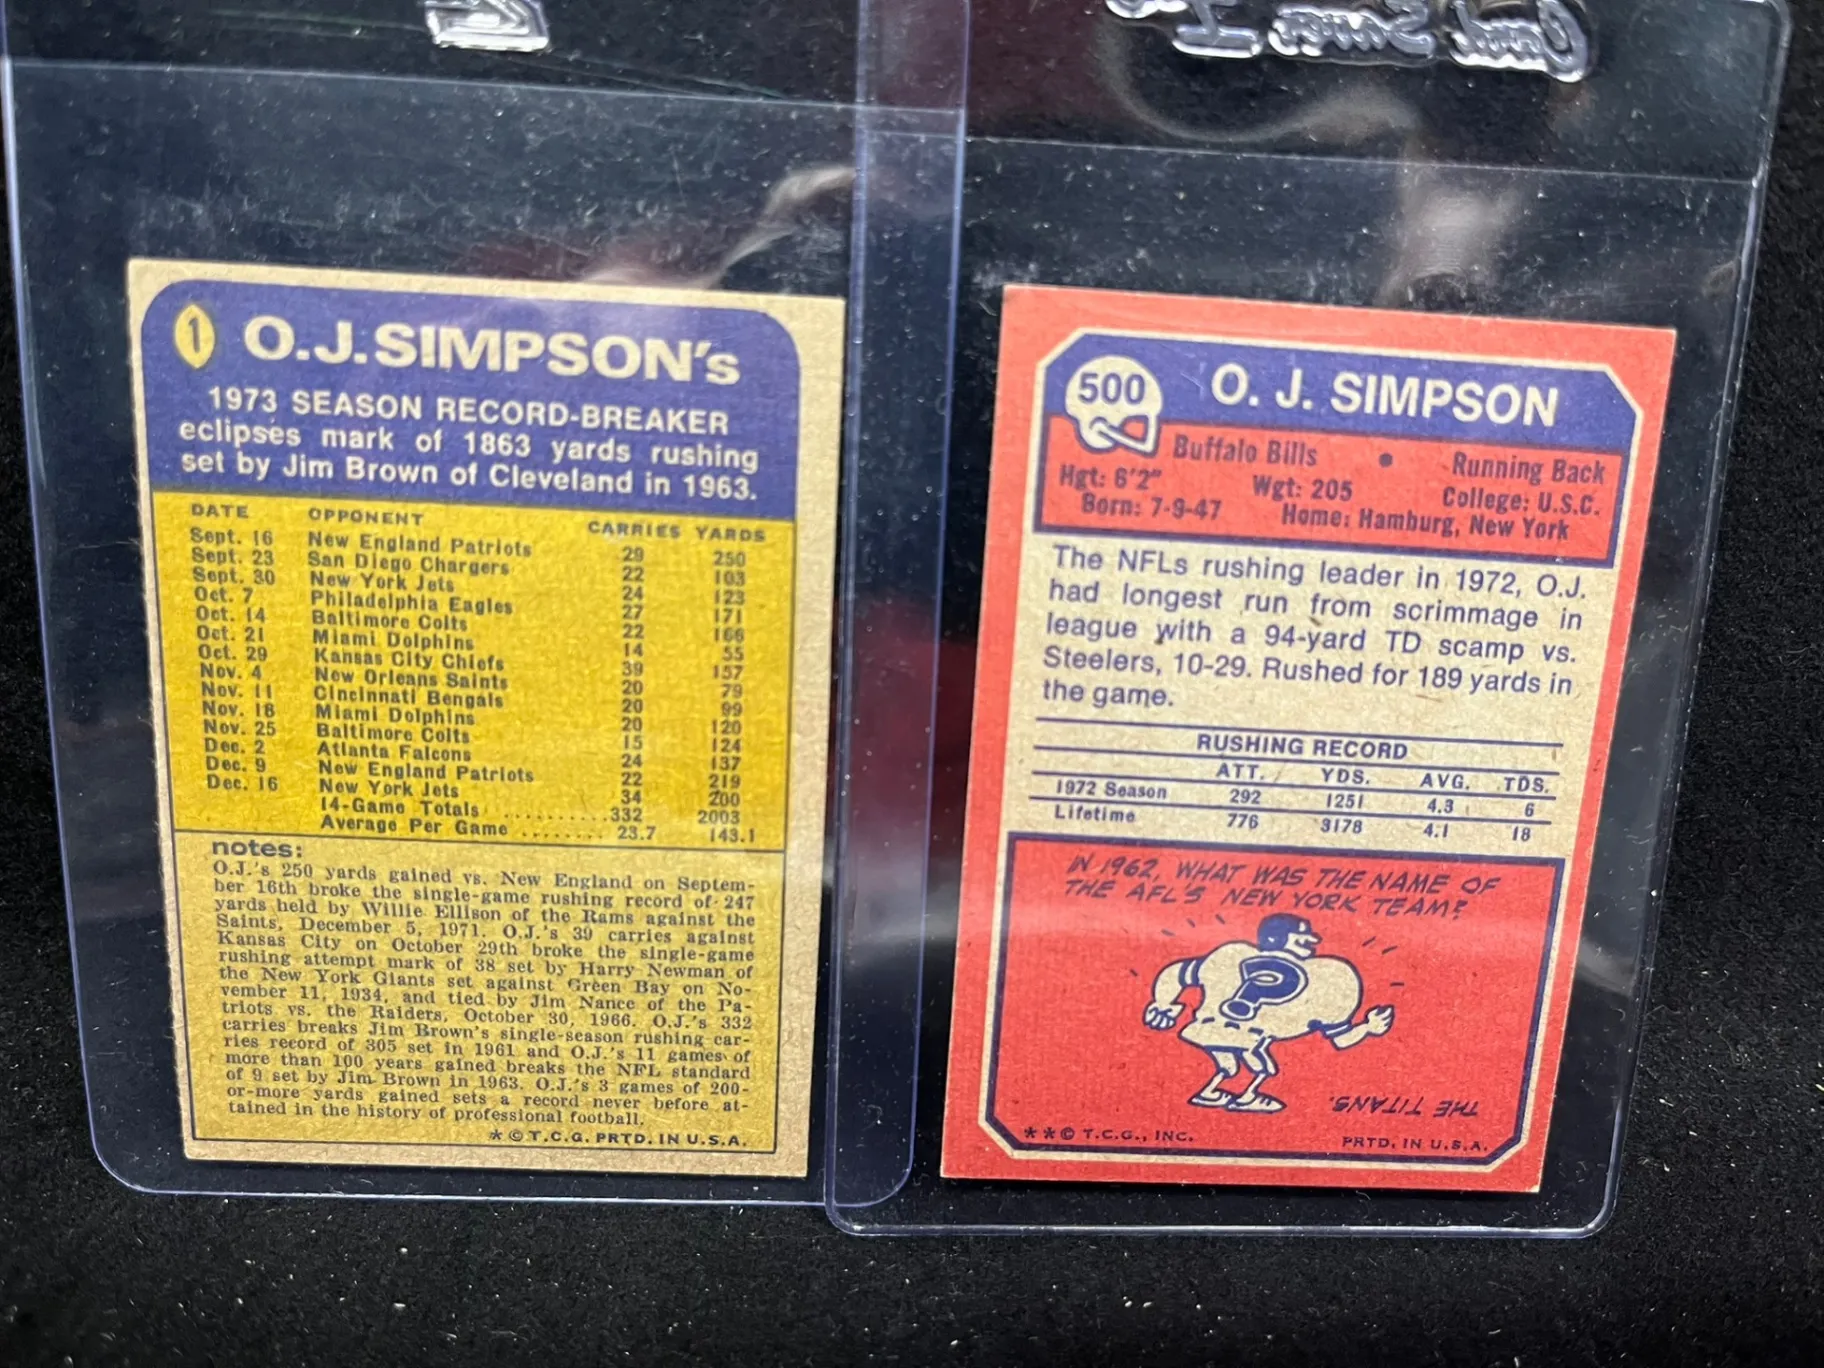 Card Saver I
1
O.J. SIMPSON's
1973 SEASON RECORD-BREAKER
eclipses mark of 1863 yards rushing
set by Jim Brown of Cleveland in 1963.
DATE OPPONENT CARRIES YARDS
Sept. 16 New England Patriots 29 250
Sept. 23 San Diego Chargers 22 103
Sept. 30 New York Jets 24 123
Oct. 7 Philadelphia Eagles 27 171
Oct. 14 Baltimore Colts 22 166
Oct. 21 Miami Dolphins 14 55
Oct. 29 Kansas City Chiefs 39 157
Nov. 4 New Orleans Saints 20 79
Nov. 11 Cincinnati Bengals 20 99
Nov. 18 Miami Dolphins 20 120
Nov. 25 Baltimore Colts 15 124
Dec. 2 Atlanta Falcons 24 137
Dec. 9 New England Patriots 22 219
Dec. 16 New York Jets 34 200
14-Game Totals ..........332 2003
Average Per Game ........ 23.7 143.1
notes:
O.J.'s 250 yards gained vs. New England on Septem-
ber 16th broke the single-game rushing record of 247
yards held by Willie Ellison of the Rams against the
Saints, December 5, 1971. O.J.'s 39 carries against
Kansas City on October 29th broke the single-game
rushing attempt mark of 38 set by Harry Newman of
the New York Giants set against Green Bay on No-
vember 11, 1934, and tied by Jim Nance of the Pa-
triots vs. the Raiders, October 30, 1966. O.J.'s 332
carries breaks Jim Brown's single-season rushing car-
ries record of 305 set in 1961 and O.J.'s 11 games of
more than 100 years gained breaks the NFL standard
of 9 set by Jim Brown in 1963. O.J.'s 3 games of 200-
or-more yards gained sets a record never before at-
tained in the history of professional football.
* © T.C.G. PRTD. IN U.S.A.
500 O. J. SIMPSON
Buffalo Bills • Running Back
Hgt: 6'2" Wgt: 205 College: U.S.C.
Born: 7-9-47 Home: Hamburg, New York
The NFLs rushing leader in 1972, O.J.
had longest run from scrimmage in
league with a 94-yard TD scamp vs.
Steelers, 10-29. Rushed for 189 yards in
the game.
RUSHING RECORD
ATT. YDS. AVG. TDS.
1972 Season 292 1251 4.3 6
Lifetime 776 3178 4.1 18
IN 1962, WHAT WAS THE NAME OF
THE AFL'S NEW YORK TEAM?
?
THE TITANS.
* * © T.C.G., INC. PRTD. IN U.S.A.